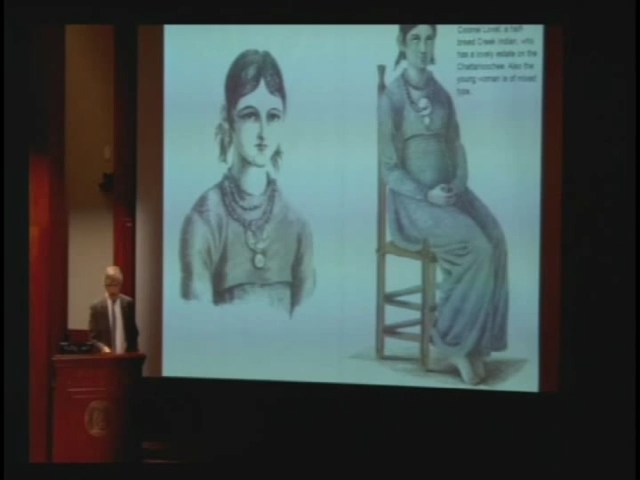 Colonel Lovett, a half-
breed Creek Indian, who
has a lovely estate on the
Chattahoochee. Also the
young woman is of mixed
type.